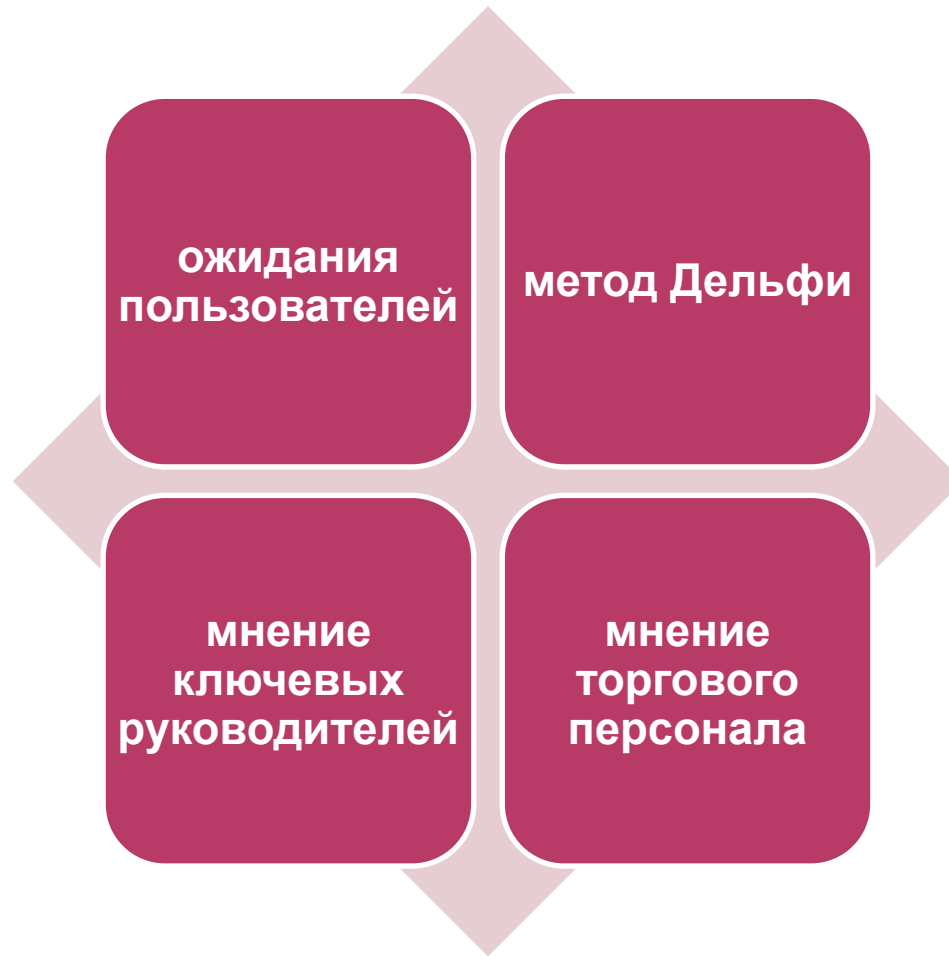 ожидания
пользователей
метод Дельфи
мнение
ключевых
руководителей
мнение
торгового
персонала